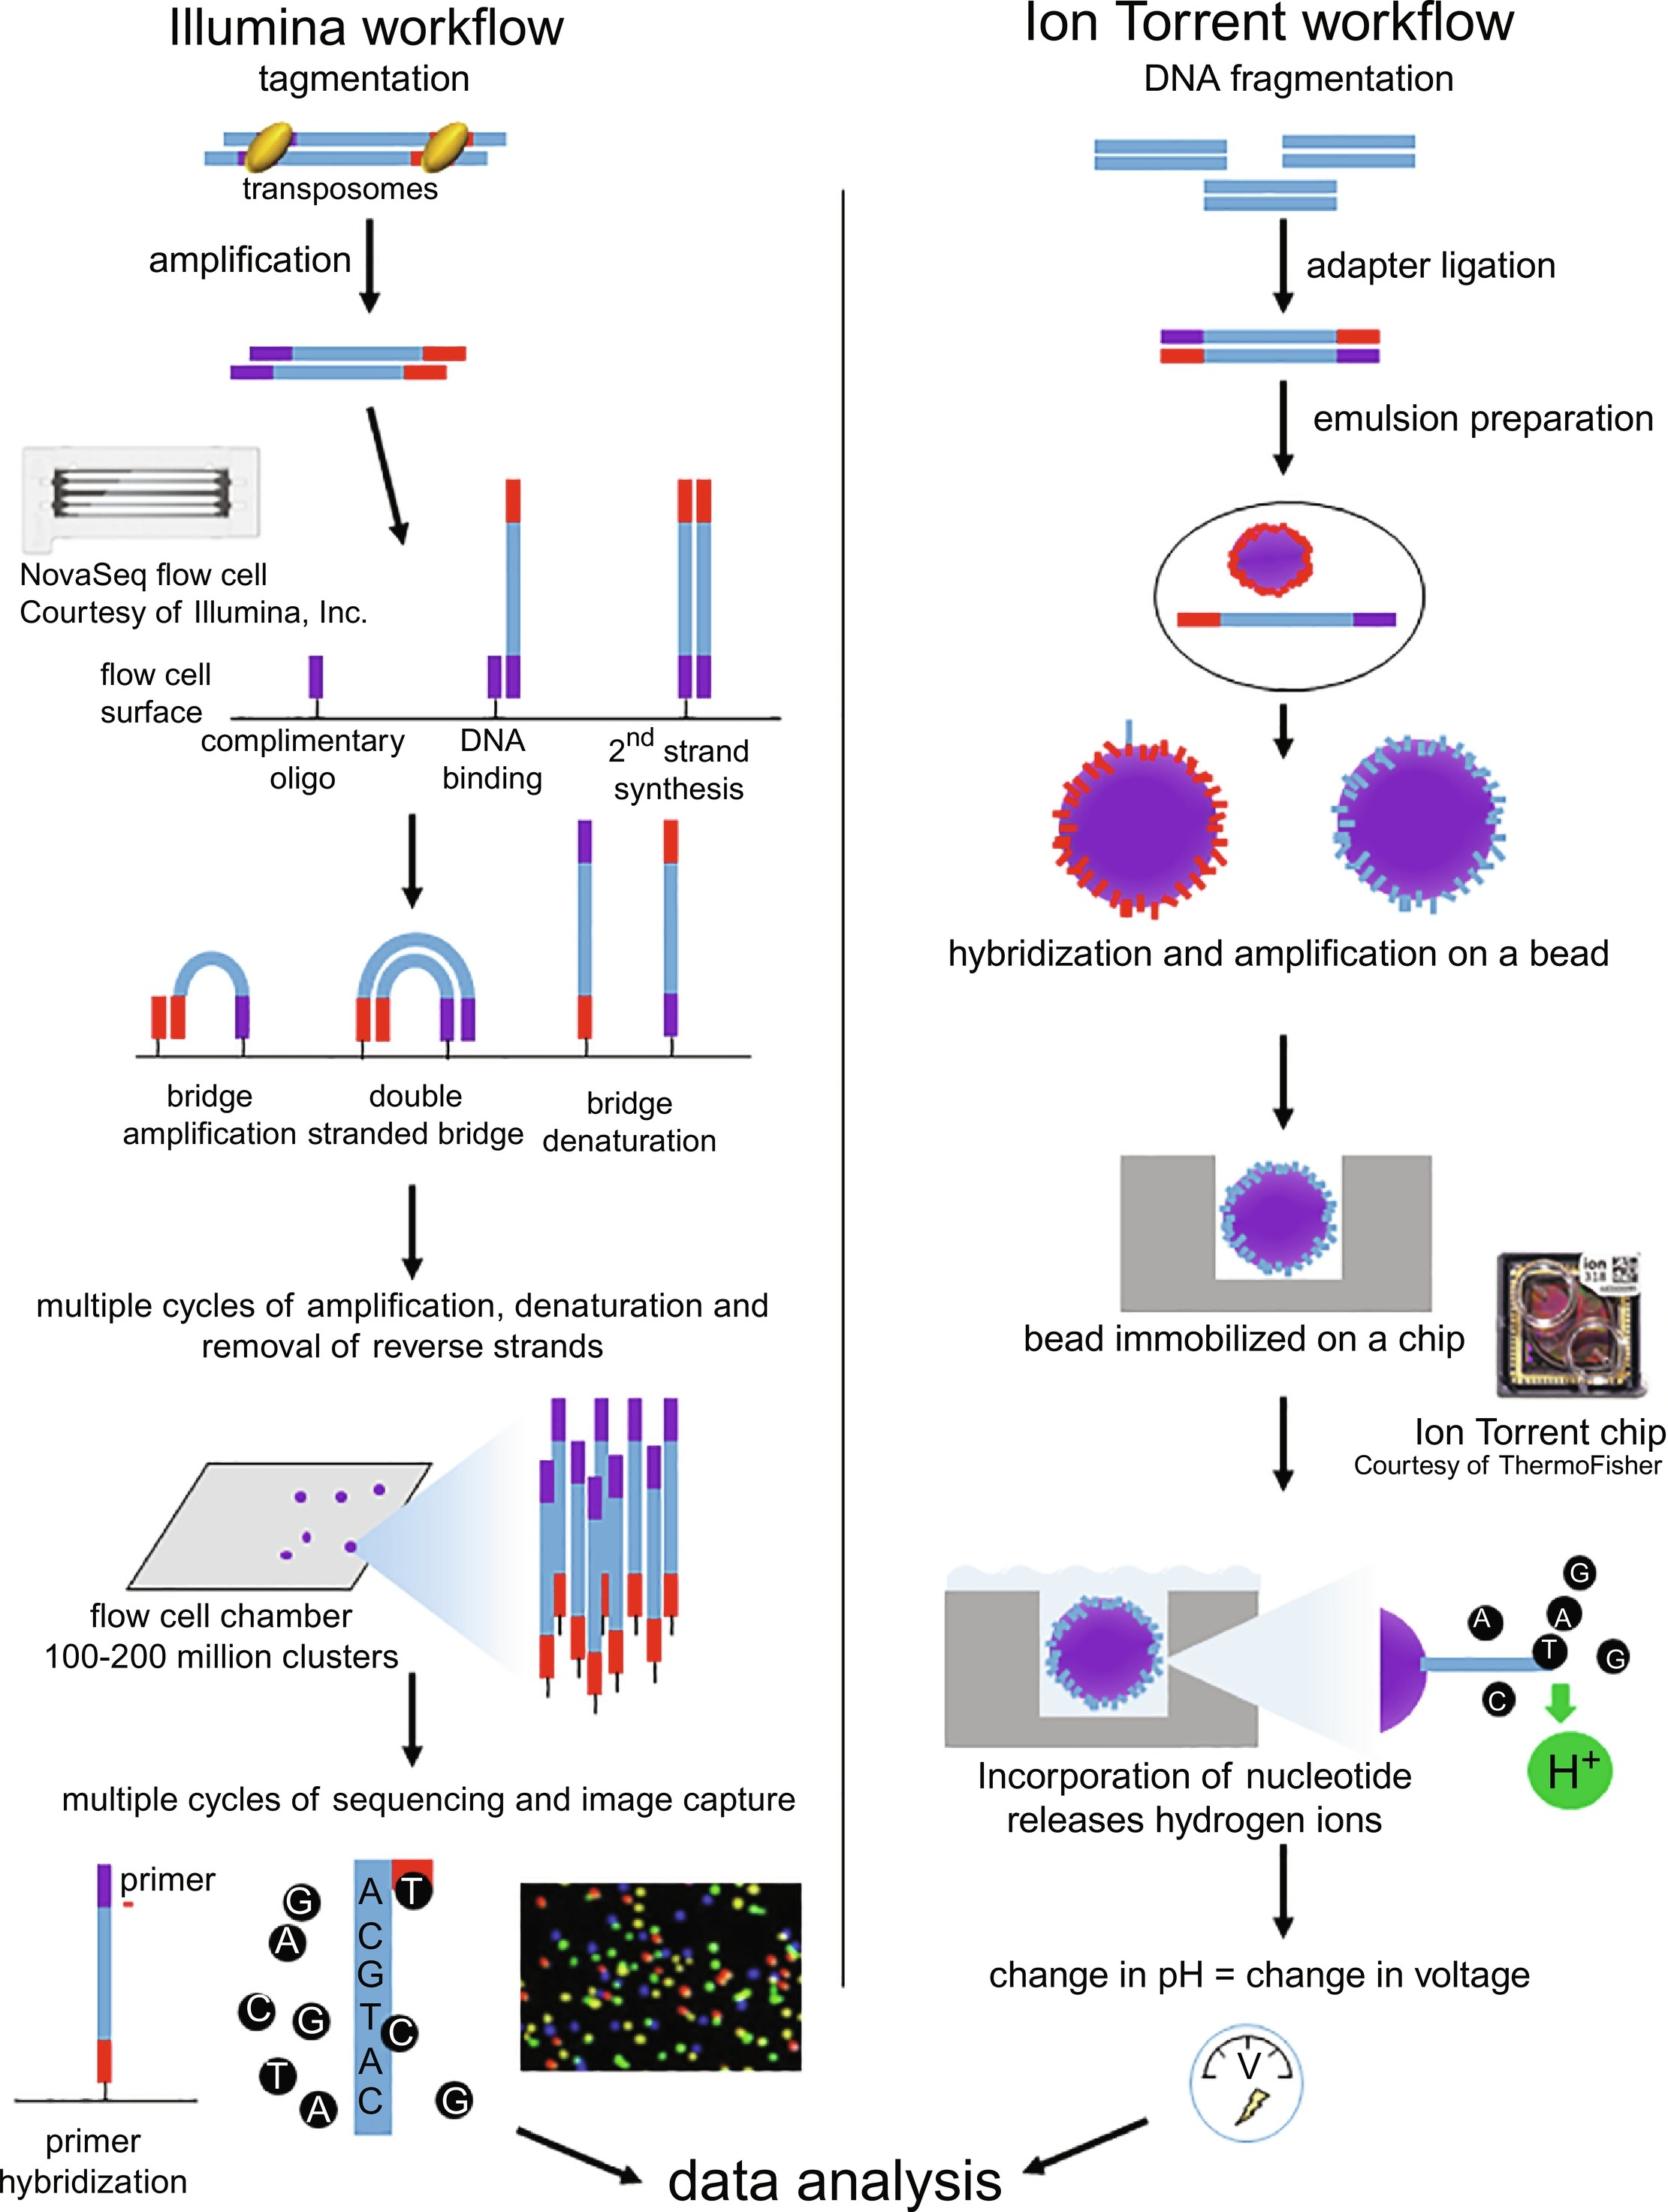 Illumina workflow
tagmentation
transposomes
amplification
NovaSeq flow cell
Courtesy of Illumina, Inc.
flow cell
surface
complimentary
oligo
DNA
binding
2nd strand
synthesis
bridge
amplification
double
stranded bridge
bridge
denaturation
multiple cycles of amplification, denaturation and
removal of reverse strands
flow cell chamber
100-200 million clusters
multiple cycles of sequencing and image capture
primer
primer
hybridization
G
A
C
G
T
A
A
C
G
T
A
C
T
C
G
Ion Torrent workflow
DNA fragmentation
adapter ligation
emulsion preparation
hybridization and amplification on a bead
bead immobilized on a chip
ion
318
Ion Torrent chip
Courtesy of ThermoFisher
G
A
A
T
G
C
H+
Incorporation of nucleotide
releases hydrogen ions
change in pH = change in voltage
V
data analysis